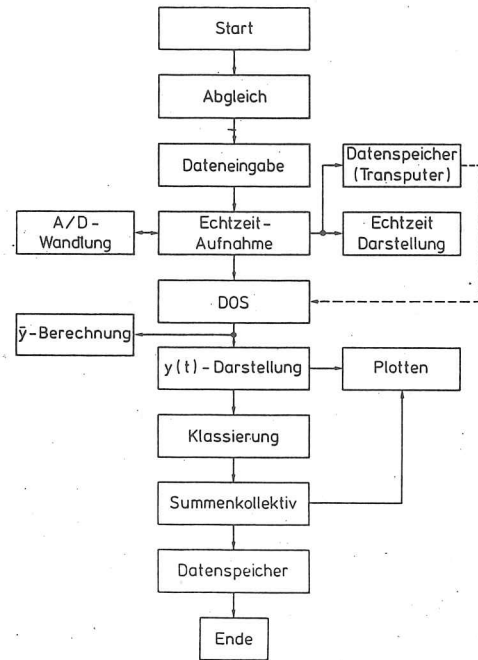 Start
Abgleich
Dateneingabe
Datenspeicher
(Transputer)
A/D-
Wandlung
Echtzeit-
Aufnahme
Echtzeit
Darstellung
DOS
ȳ-Berechnung
y(t)-Darstellung
Plotten
Klassierung
Summenkollektiv
Datenspeicher
Ende